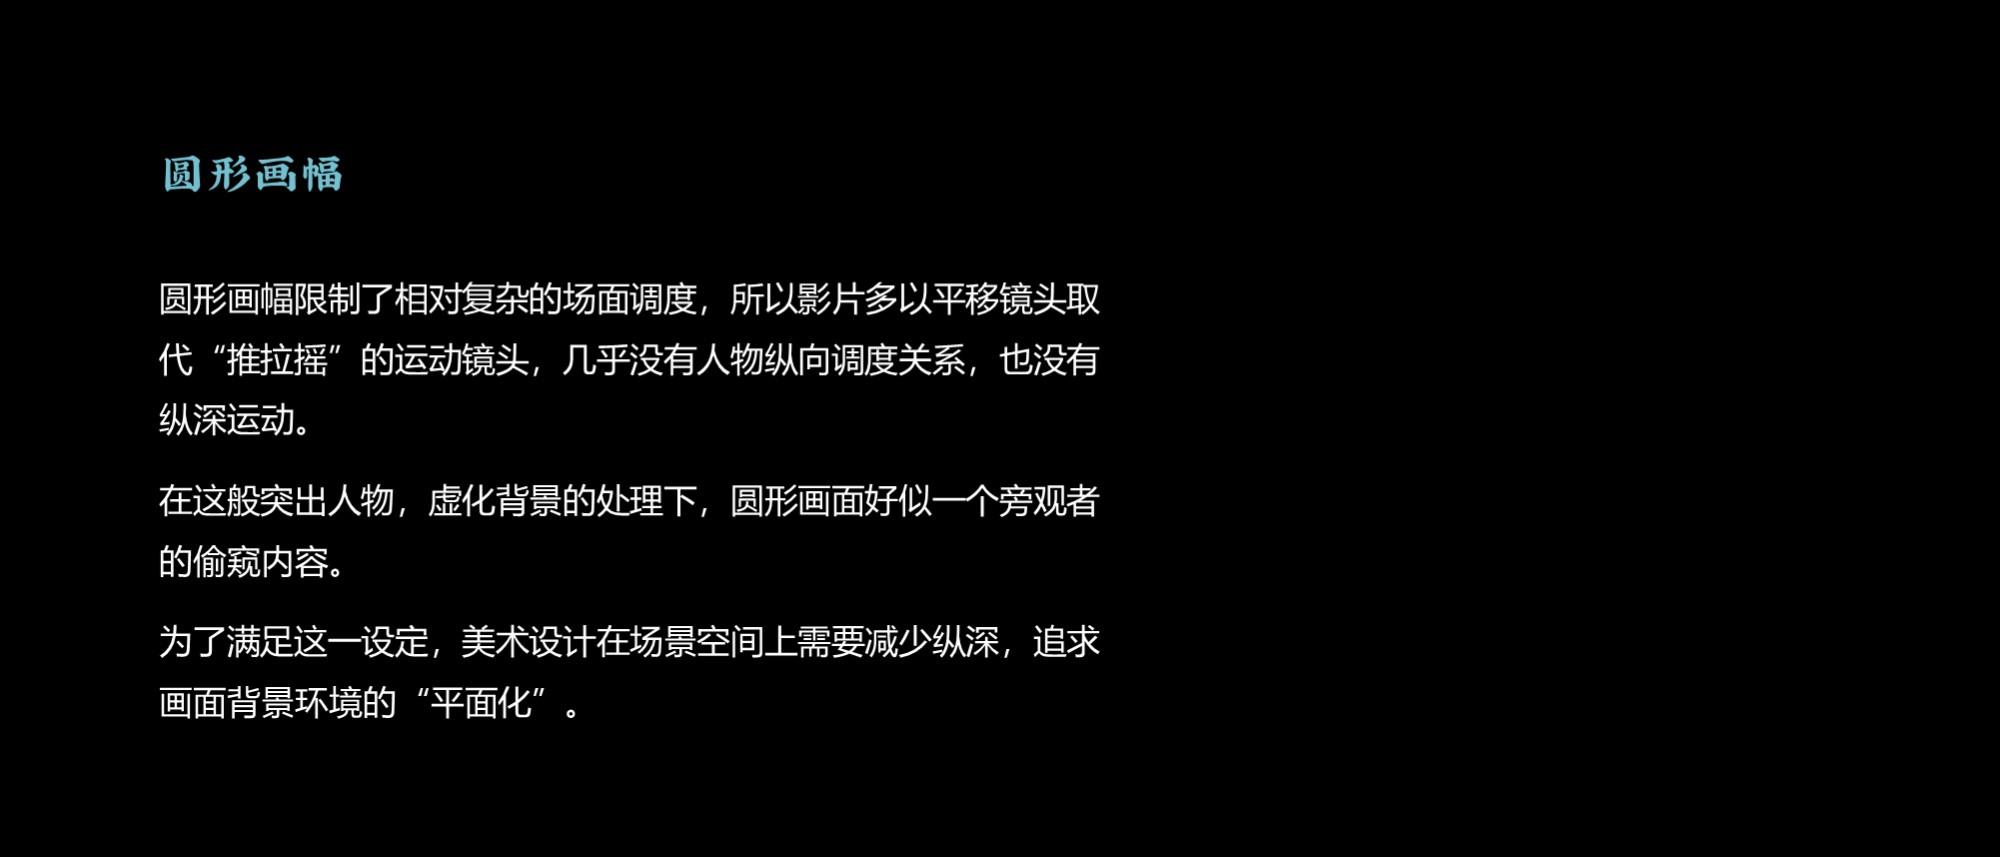 圆形画幅
圆形画幅限制了相对复杂的场面调度，所以影片多以平移镜头取
代“推拉摇”的运动镜头，几乎没有人物纵向调度关系，也没有
纵深运动。
在这般突出人物，虚化背景的处理下，圆形画面好似一个旁观者
的偷窥内容。
为了满足这一设定，美术设计在场景空间上需要减少纵深，追求
画面背景环境的“平面化”。